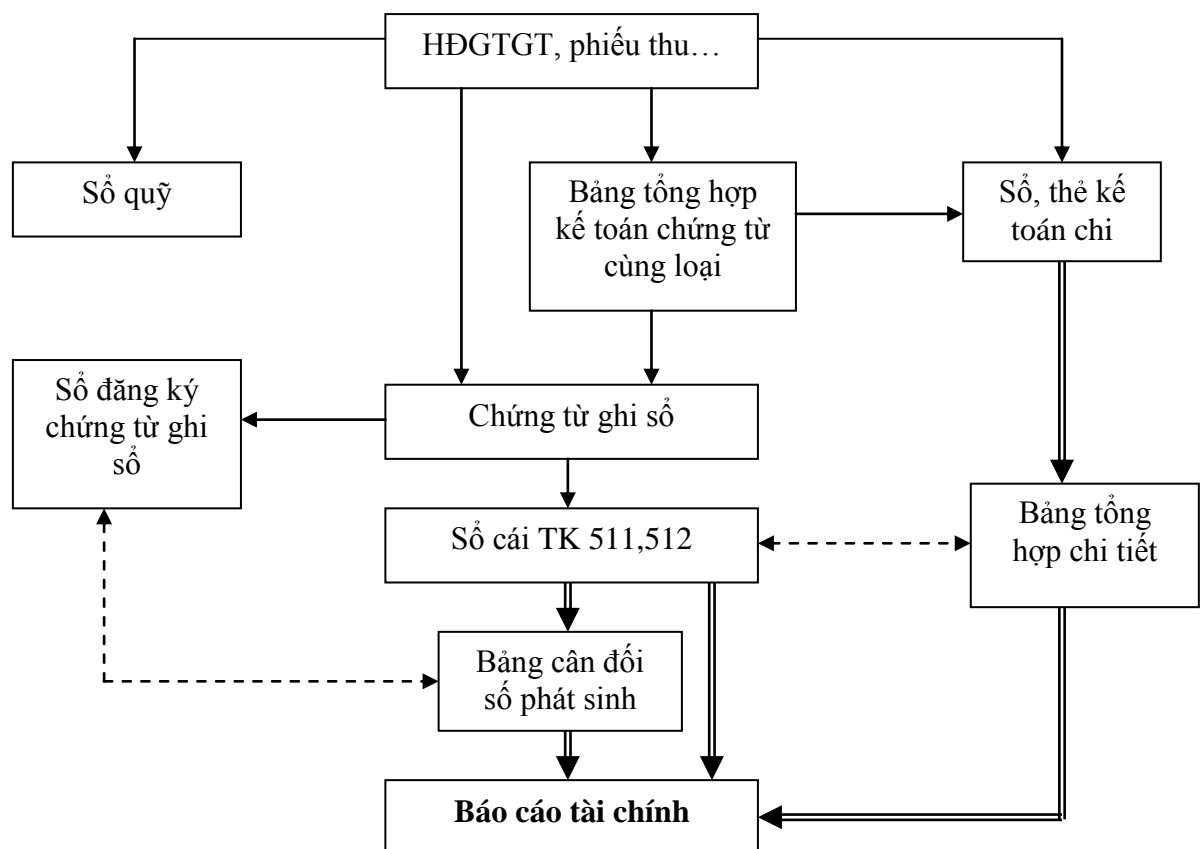 HĐGTGT, phiếu thu…
Sổ quỹ
Bảng tổng hợp
kế toán chứng từ
cùng loại
Sổ, thẻ kế
toán chi
Sổ đăng ký
chứng từ ghi
sổ
Chứng từ ghi sổ
Sổ cái TK 511,512
Bảng tổng
hợp chi tiết
Bảng cân đối
số phát sinh
Báo cáo tài chính